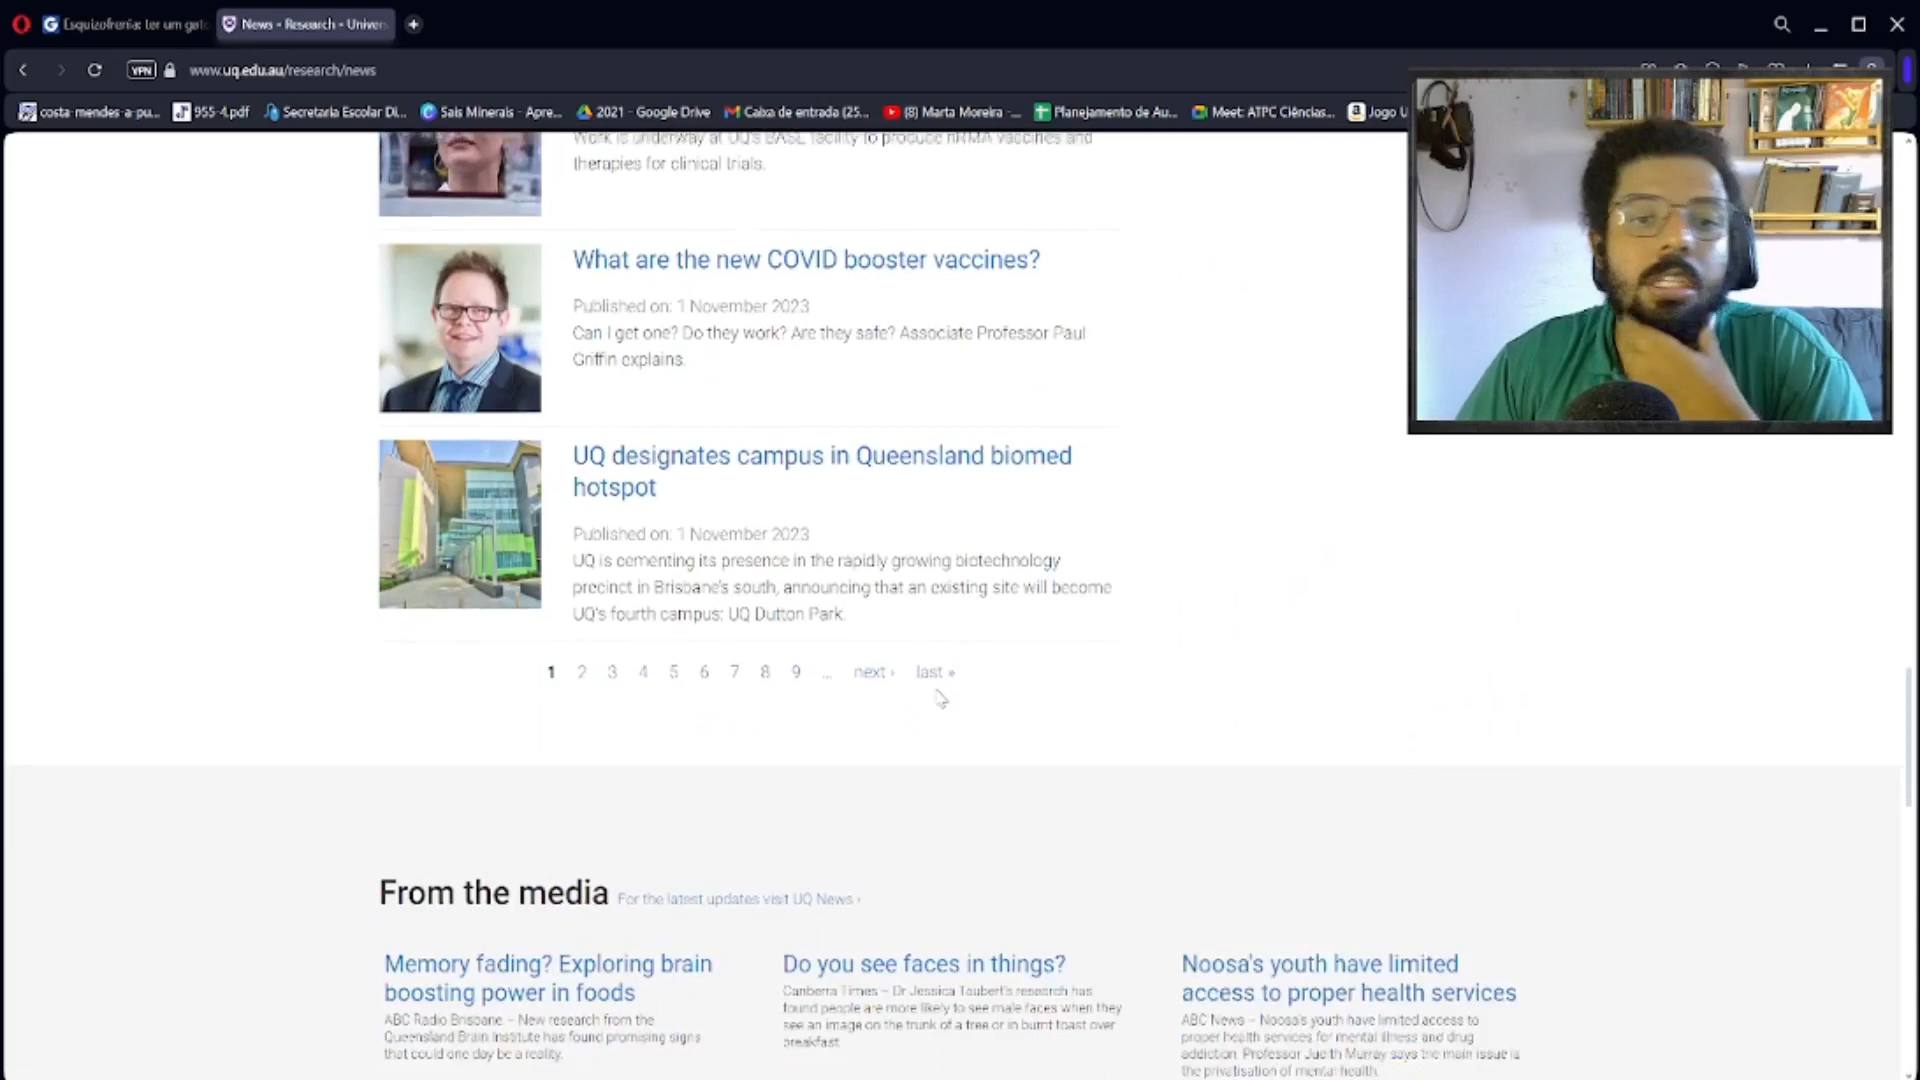 Esquizofrenia: ter um gat
News - Research - Univer
VPN
www.uq.edu.au/research/news
costa-mendes-a-pu...
955-4.pdf
Secretaria Escolar Di...
Sais Minerais - Apre...
2021 - Google Drive
Caixa de entrada (25...
(8) Marta Moreira -...
Planejamento de Au...
Meet: ATPC Ciências...
Jogo U
Work is underway at UQ's BASE facility to produce mRMA vaccines and
therapies for clinical trials.
What are the new COVID booster vaccines?
Published on: 1 November 2023
Can I get one? Do they work? Are they safe? Associate Professor Paul
Griffin explains.
UQ designates campus in Queensland biomed
hotspot
Published on: 1 November 2023
UQ is cementing its presence in the rapidly growing biotechnology
precinct in Brisbane's south, announcing that an existing site will become
UQ's fourth campus: UQ Dutton Park.
1 2 3 4 5 6 7 8 9 ... next › last »
From the media For the latest updates visit UQ News ›
Memory fading? Exploring brain
boosting power in foods
ABC Radio Brisbane – New research from the
Queensland Brain Institute has found promising signs
that could one day be a reality.
Do you see faces in things?
Canberra Times – Dr Jessica Taubert's research has
found people are more likely to see male faces when they
see an image on the trunk of a tree or in burnt toast over
breakfast
Noosa's youth have limited
access to proper health services
ABC News – Noosa's youth have limited access to
proper health services for mental illness and drug
addiction. Professor Judith Murray says the main issue is
the privatisation of mental health.